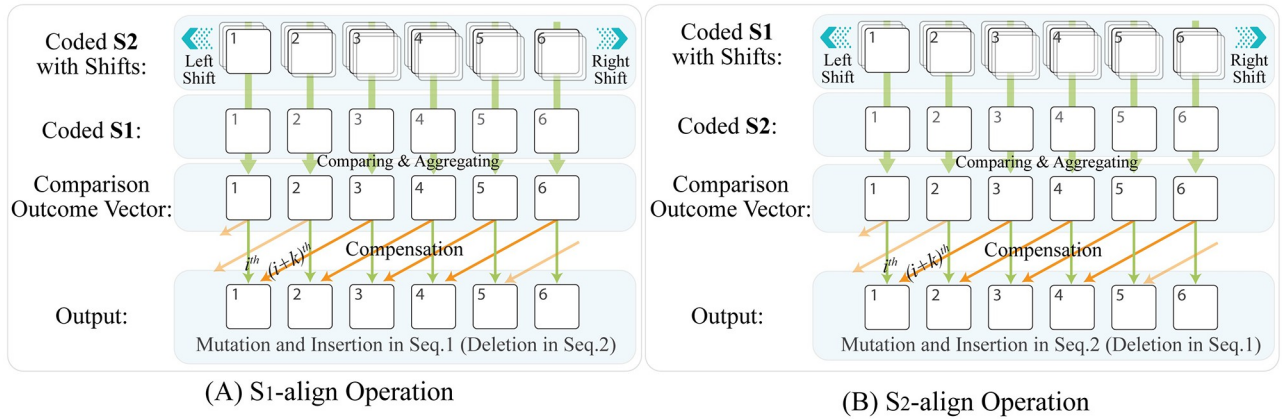 Coded S2
with Shifts:
Left
Shift
1 2 3 4 5 6
Right
Shift
Coded S1:
1 2 3 4 5 6
Comparing & Aggregating
Comparison
Outcome Vector:
1 2 3 4 5 6
Compensation
i^th
(i+k)^th
Output:
1 2 3 4 5 6
Mutation and Insertion in Seq.1 (Deletion in Seq.2)
(A) S1-align Operation
Coded S1
with Shifts:
Left
Shift
1 2 3 4 5 6
Right
Shift
Coded S2:
1 2 3 4 5 6
Comparing & Aggregating
Comparison
Outcome Vector:
1 2 3 4 5 6
Compensation
i^th
(i+k)^th
Output:
1 2 3 4 5 6
Mutation and Insertion in Seq.2 (Deletion in Seq.1)
(B) S2-align Operation